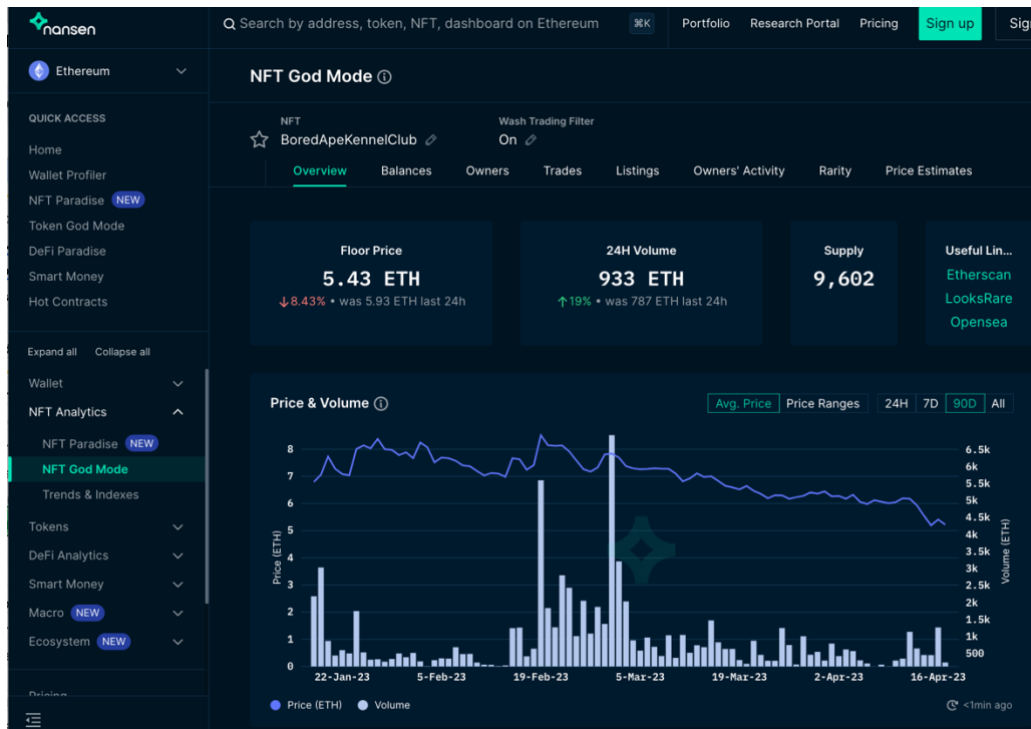 nansen
Search by address, token, NFT, dashboard on Ethereum ⌘K Portfolio Research Portal Pricing Sign up
Ethereum
QUICK ACCESS
Home
Wallet Profiler
NFT Paradise NEW
Token God Mode
DeFi Paradise
Smart Money
Hot Contracts
Expand all Collapse all
Wallet
NFT Analytics
NFT Paradise NEW
NFT God Mode
Trends & Indexes
Tokens
DeFi Analytics
Smart Money
Macro NEW
Ecosystem NEW
NFT God Mode
NFT Wash Trading Filter
BoredApeKennelClub On
Overview Balances Owners Trades Listings Owners' Activity Rarity Price Estimates
Floor Price
5.43 ETH
↓8.43% • was 5.93 ETH last 24h
24H Volume
933 ETH
↑19% • was 787 ETH last 24h
Supply
9,602
Useful Lin...
Etherscan
LooksRare
Opensea
Price & Volume Avg. Price Price Ranges 24H 7D 90D All
Price (ETH)
8
7
6
5
4
3
2
1
0
6.5k
6k
5.5k
5k
4.5k
4k
3.5k
3k
2.5k
2k
1.5k
1k
500
Volume (ETH)
22-Jan-23 5-Feb-23 19-Feb-23 5-Mar-23 19-Mar-23 2-Apr-23 16-Apr-23
Price (ETH) Volume <1min ago